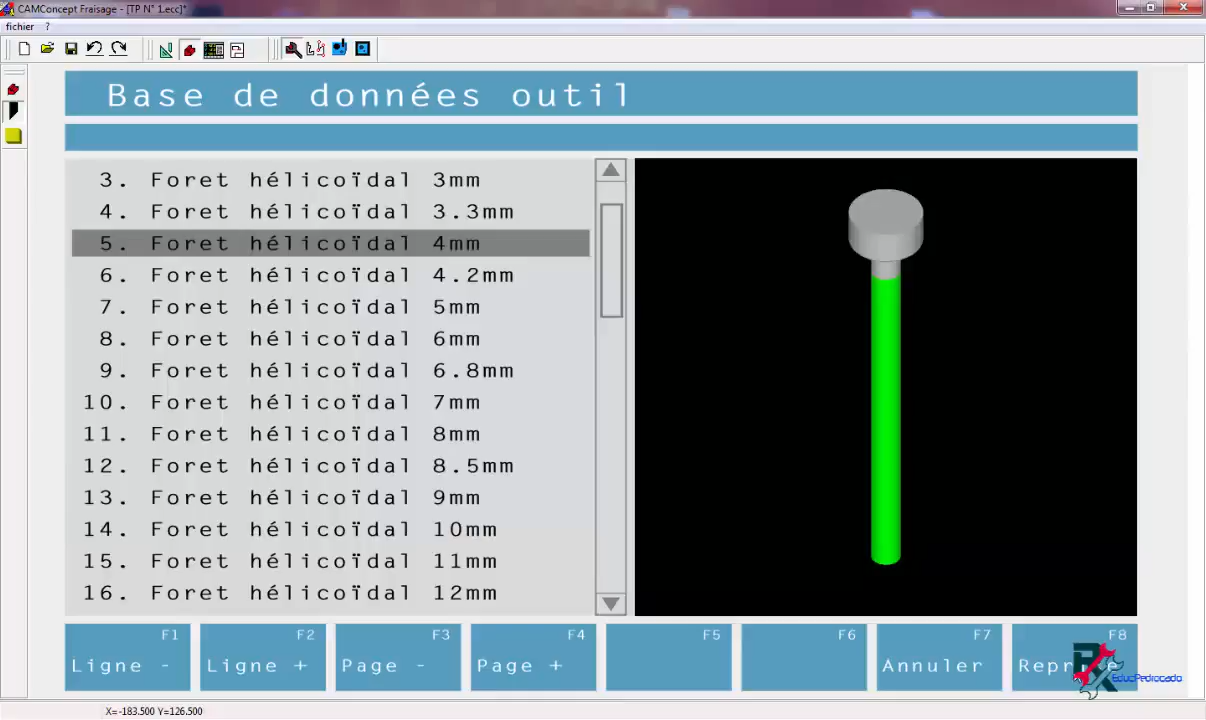 CAMConcept Fraisage - [TP N° 1.ecc]*
fichier ?
Base de données outil
3. Foret hélicoïdal 3mm
4. Foret hélicoïdal 3.3mm
5. Foret hélicoïdal 4mm
6. Foret hélicoïdal 4.2mm
7. Foret hélicoïdal 5mm
8. Foret hélicoïdal 6mm
9. Foret hélicoïdal 6.8mm
10. Foret hélicoïdal 7mm
11. Foret hélicoïdal 8mm
12. Foret hélicoïdal 8.5mm
13. Foret hélicoïdal 9mm
14. Foret hélicoïdal 10mm
15. Foret hélicoïdal 11mm
16. Foret hélicoïdal 12mm
F1 F2 F3 F4 F5 F6 F7 F8
Ligne - Ligne + Page - Page + Annuler
EducPedrocado
X=-183.500 Y=126.500